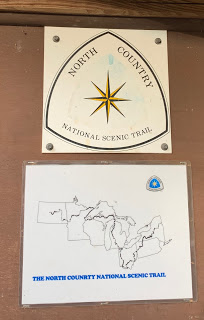 NORTH COUNTRY
NATIONAL SCENIC TRAIL
THE NORTH COUNRTY NATIONAL SCENIC TRAIL